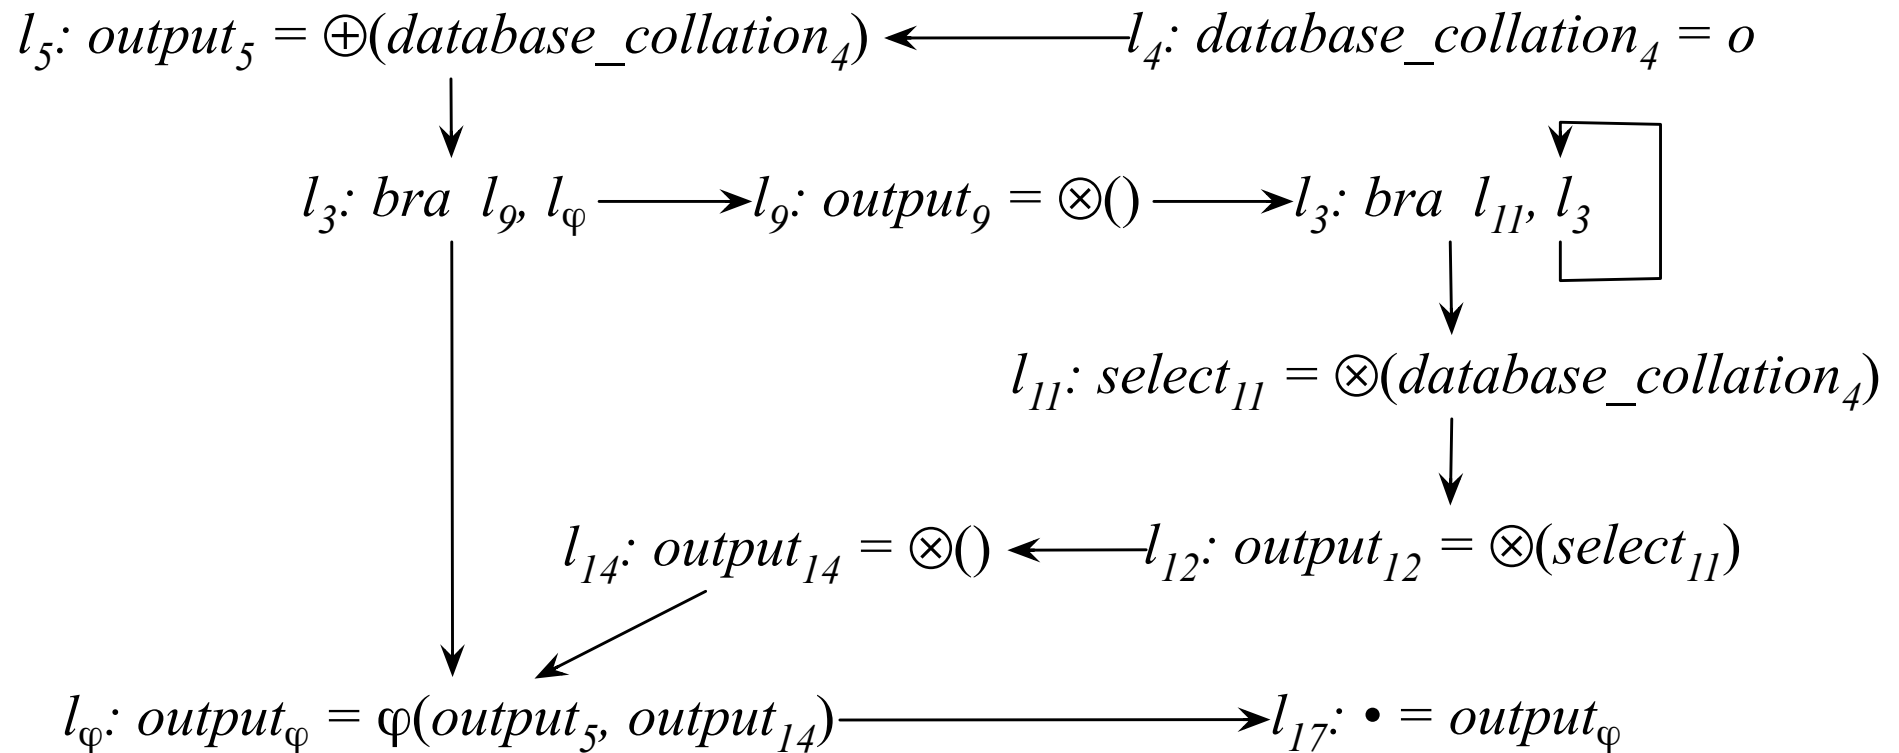 l₅: output₅ = ⊕(database_collation₄) l₄: database_collation₄ = o
l₃: bra l₉, lᵩ l₉: output₉ = ⊗() l₃: bra l₁₁, l₃
l₁₁: select₁₁ = ⊗(database_collation₄)
l₁₄: output₁₄ = ⊗() l₁₂: output₁₂ = ⊗(select₁₁)
lᵩ: outputᵩ = φ(output₅, output₁₄) l₁₇: • = outputᵩ